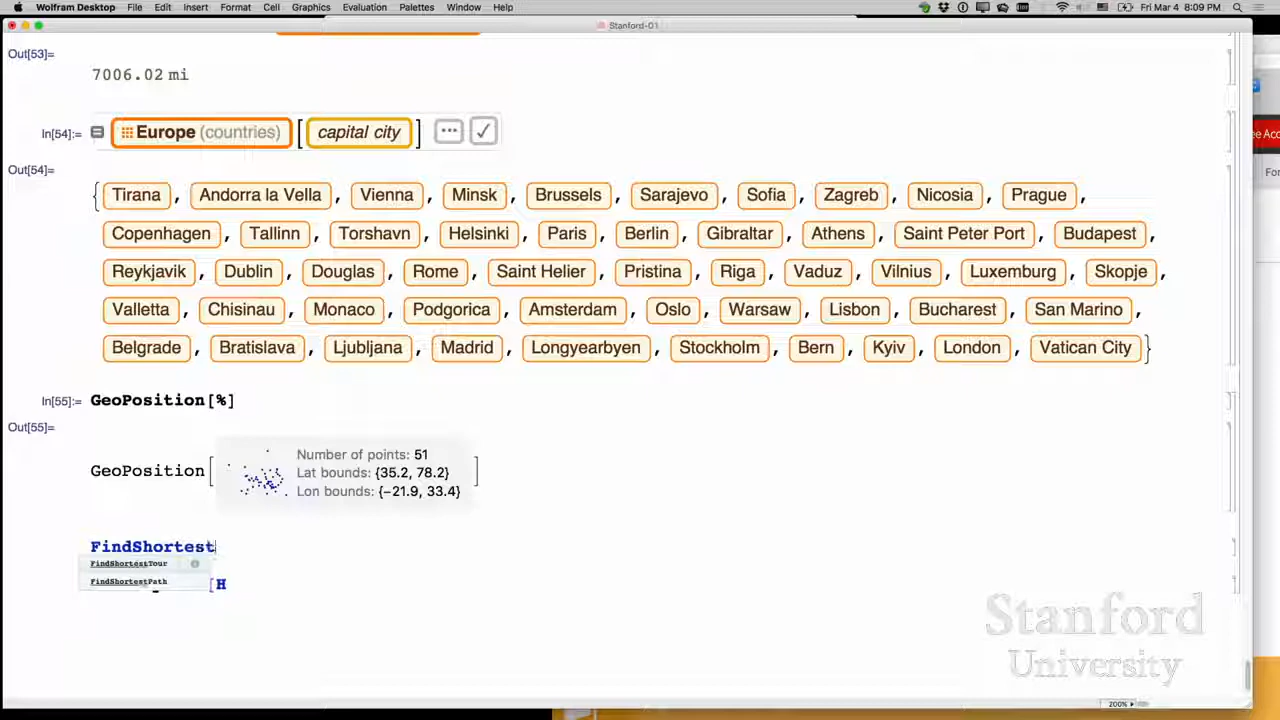 Wolfram Desktop File Edit Insert Format Cell Graphics Evaluation Palettes Window Help Fri Mar 4 8:09 PM
Stanford-01
Out[53]=
7006.02 mi
In[54]:= Europe (countries) [ capital city ] ... ✓
Out[54]=
{ Tirana , Andorra la Vella , Vienna , Minsk , Brussels , Sarajevo , Sofia , Zagreb , Nicosia , Prague ,
Copenhagen , Tallinn , Torshavn , Helsinki , Paris , Berlin , Gibraltar , Athens , Saint Peter Port , Budapest ,
Reykjavik , Dublin , Douglas , Rome , Saint Helier , Pristina , Riga , Vaduz , Vilnius , Luxemburg , Skopje ,
Valletta , Chisinau , Monaco , Podgorica , Amsterdam , Oslo , Warsaw , Lisbon , Bucharest , San Marino ,
Belgrade , Bratislava , Ljubljana , Madrid , Longyearbyen , Stockholm , Bern , Kyiv , London , Vatican City }
In[55]:= GeoPosition[%]
Out[55]=
Number of points: 51
GeoPosition[ Lat bounds: {35.2, 78.2} ]
Lon bounds: {−21.9, 33.4}
FindShortest
FindShortestTour
FindShortestPath
[H
Stanford
University
200%